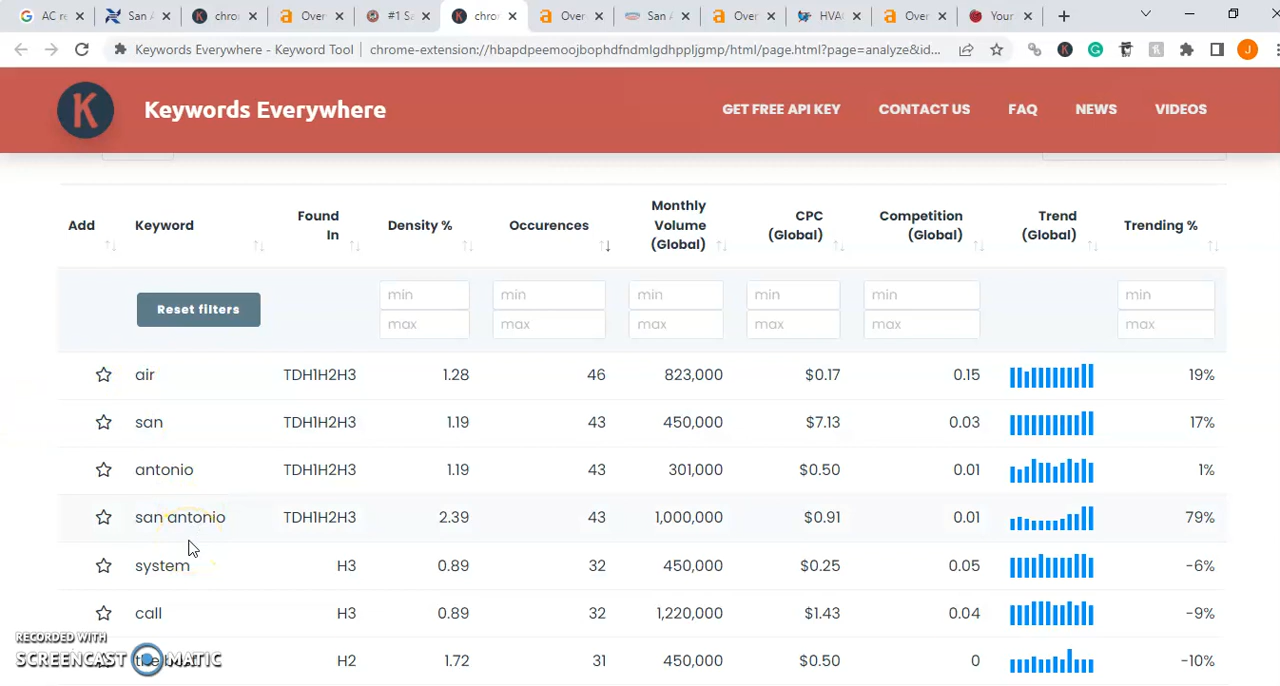 AC re
San A
chro
Over
#1 Sa
chro
Over
San A
Over
HVA
Over
Your
Keywords Everywhere - Keyword Tool
chrome-extension://hbapdpeemoojbophdfndmlgdhppljgmp/html/page.html?page=analyze&id...
K Keywords Everywhere
GET FREE API KEY CONTACT US FAQ NEWS VIDEOS
Add Keyword Found In Density % Occurences Monthly Volume (Global) CPC (Global) Competition (Global) Trend (Global) Trending %
Reset filters
min min min min min min
max max max max max max
air TDH1H2H3 1.28 46 823,000 $0.17 0.15 19%
san TDH1H2H3 1.19 43 450,000 $7.13 0.03 17%
antonio TDH1H2H3 1.19 43 301,000 $0.50 0.01 1%
san antonio TDH1H2H3 2.39 43 1,000,000 $0.91 0.01 79%
system H3 0.89 32 450,000 $0.25 0.05 -6%
call H3 0.89 32 1,220,000 $1.43 0.04 -9%
H2 1.72 31 450,000 $0.50 0 -10%
RECORDED WITH
SCREENCAST MATIC